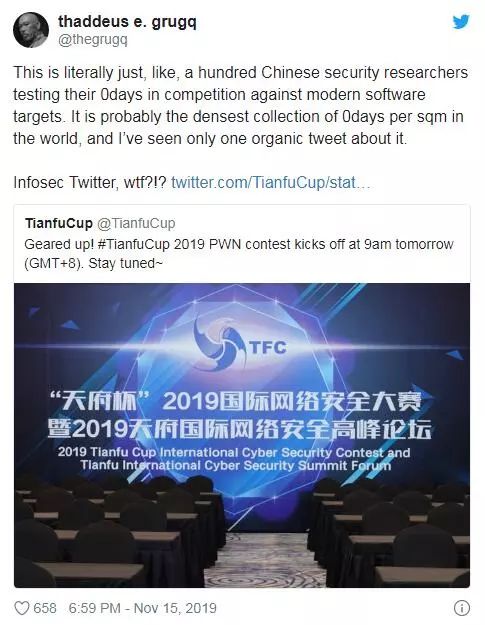 thaddeus e. grugq
@thegrugq
This is literally just, like, a hundred Chinese security researchers
testing their 0days in competition against modern software
targets. It is probably the densest collection of 0days per sqm in
the world, and I've seen only one organic tweet about it.
Infosec Twitter, wtf?!? twitter.com/TianfuCup/stat…
TianfuCup @TianfuCup
Geared up! #TianfuCup 2019 PWN contest kicks off at 9am tomorrow
(GMT+8). Stay tuned~
TFC
“天府杯”2019国际网络安全大赛
暨2019天府国际网络安全高峰论坛
2019 Tianfu Cup International Cyber Security Contest and
Tianfu International Cyber Security Summit Forum
658 6:59 PM - Nov 15, 2019